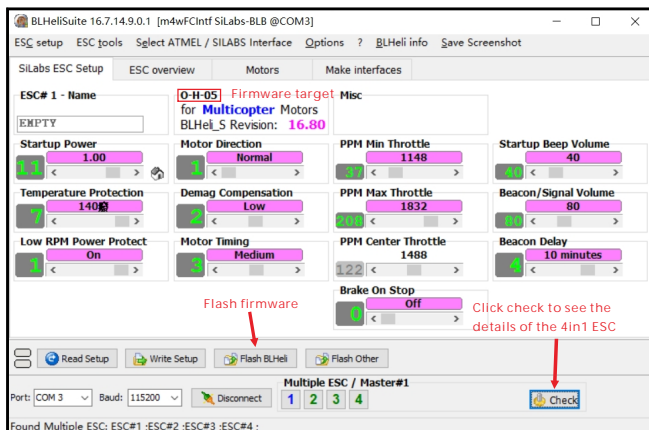 BLHeliSuite 16.7.14.9.0.1 [m4wFCIntf SiLabs-BLB @COM3]
ESC setup ESC tools Select ATMEL / SILABS Interface Options ? BLHeli info Save Screenshot
SiLabs ESC Setup ESC overview Motors Make interfaces
ESC# 1 - Name
EMPTY
O-H-05 Firmware target
for Multicopter Motors
BLHeli_S Revision: 16.80
Misc
Startup Power
1.00
11
Motor Direction
Normal
1
PPM Min Throttle
1148
37
Startup Beep Volume
40
40
Temperature Protection
140
7
Demag Compensation
Low
2
PPM Max Throttle
1832
208
Beacon/Signal Volume
80
80
Low RPM Power Protect
On
1
Motor Timing
Medium
3
PPM Center Throttle
1488
122
Beacon Delay
10 minutes
4
Brake On Stop
Off
0
Flash firmware
Click check to see the
details of the 4in1 ESC
Read Setup Write Setup Flash BLHeli Flash Other
Port: COM 3 Baud: 115200 Disconnect
Multiple ESC / Master#1
1 2 3 4
Check
Found Multiple ESC: ESC#1 ;ESC#2 ;ESC#3 ;ESC#4 ;